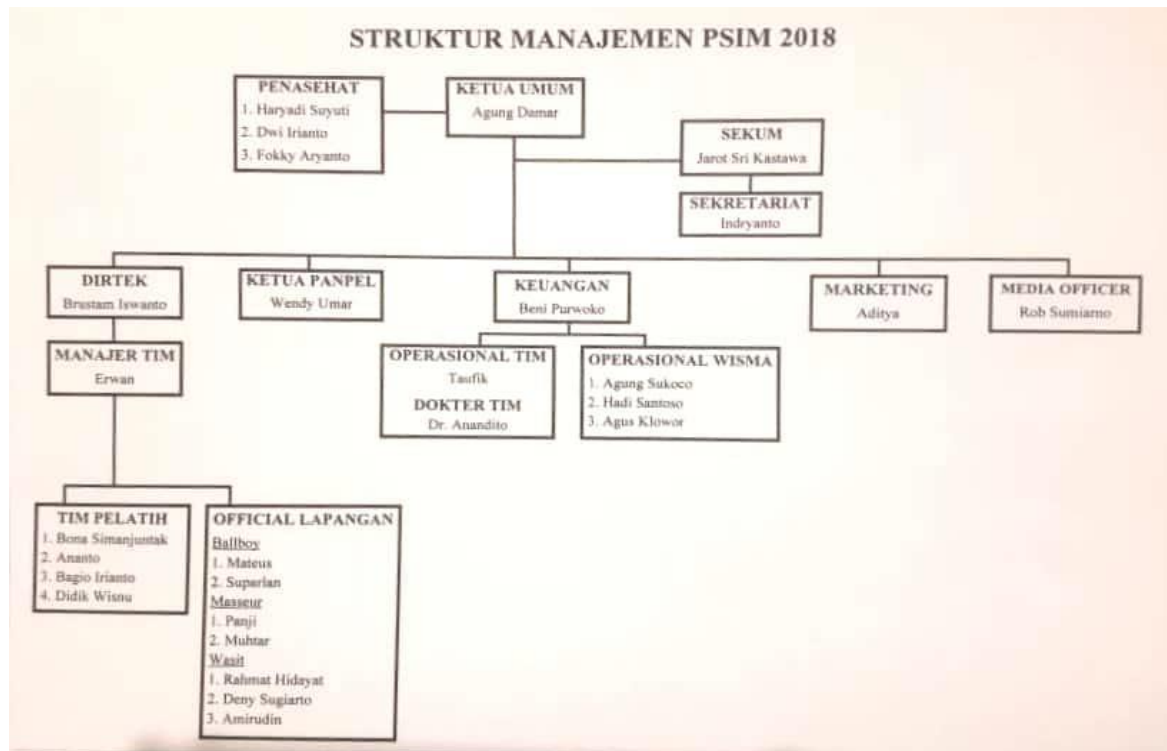 STRUKTUR MANAJEMEN PSIM 2018
PENASEHAT
1. Haryadi Suyuti
2. Dwi Irianto
3. Fokky Aryanto
KETUA UMUM
Agung Damar
SEKUM
Jarot Sri Kastawa
SEKRETARIAT
Indryanto
DIRTEK
Brustam Iswanto
KETUA PANPEL
Wendy Umar
KEUANGAN
Beni Purwoko
MARKETING
Aditya
MEDIA OFFICER
Rob Sumiarno
MANAJER TIM
Erwan
OPERASIONAL TIM
Taufik
DOKTER TIM
Dr. Anandito
OPERASIONAL WISMA
1. Agung Sukoco
2. Hadi Santoso
3. Agus Klowor
TIM PELATIH
1. Bona Simanjuntak
2. Ananto
3. Bagio Irianto
4. Didik Wisnu
OFFICIAL LAPANGAN
Ballboy
1. Mateus
2. Suparlan
Masseur
1. Panji
2. Muhtar
Wasit
1. Rahmat Hidayat
2. Deny Sugiarto
3. Amirudin